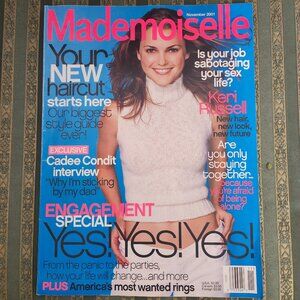 Mademoiselle
November 2001
Your
NEW
haircut
starts here
Our biggest
style guide
ever!
EXCLUSIVE
Cadee Condit
interview
"Why I'm sticking
by my dad"
Is your job
sabotaging
your sex
life?
Keri
Russell
New hair,
new look,
new future
Are
you only
staying
together...
because
you're afraid
of being
alone?
ENGAGEMENT
SPECIAL
Yes! Yes! Yes!
From the panic to the parties,
how your life will change...and more
PLUS America's most wanted rings